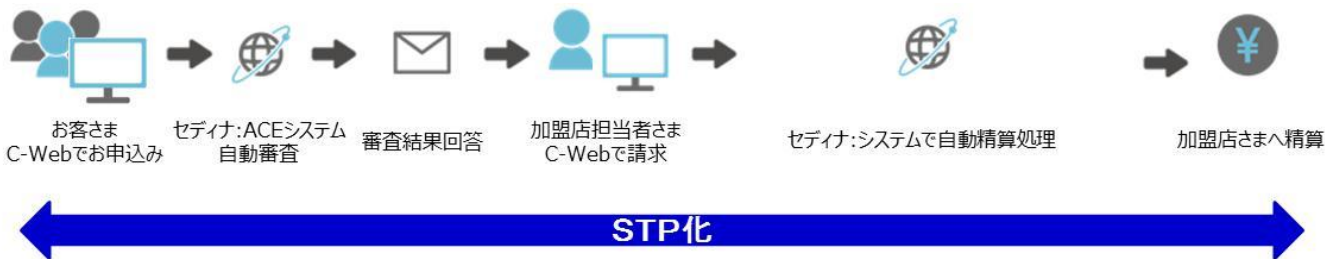 ¥
お客さま
C-Webでお申込み
セディナ:ACEシステム
自動審査
審査結果回答
加盟店担当者さま
C-Webで請求
セディナ:システムで自動精算処理
加盟店さまへ精算
STP化